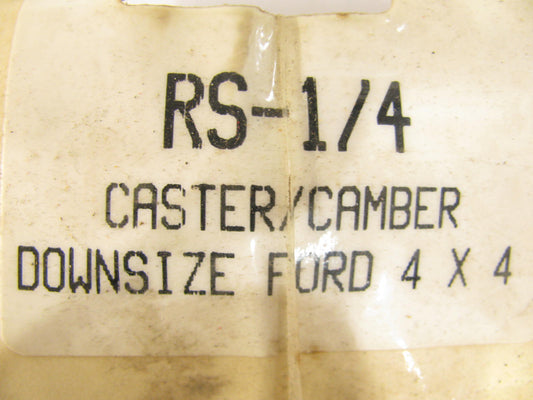 RS-1/4
CASTER/CAMBER
DOWNSIZE FORD 4 X 4